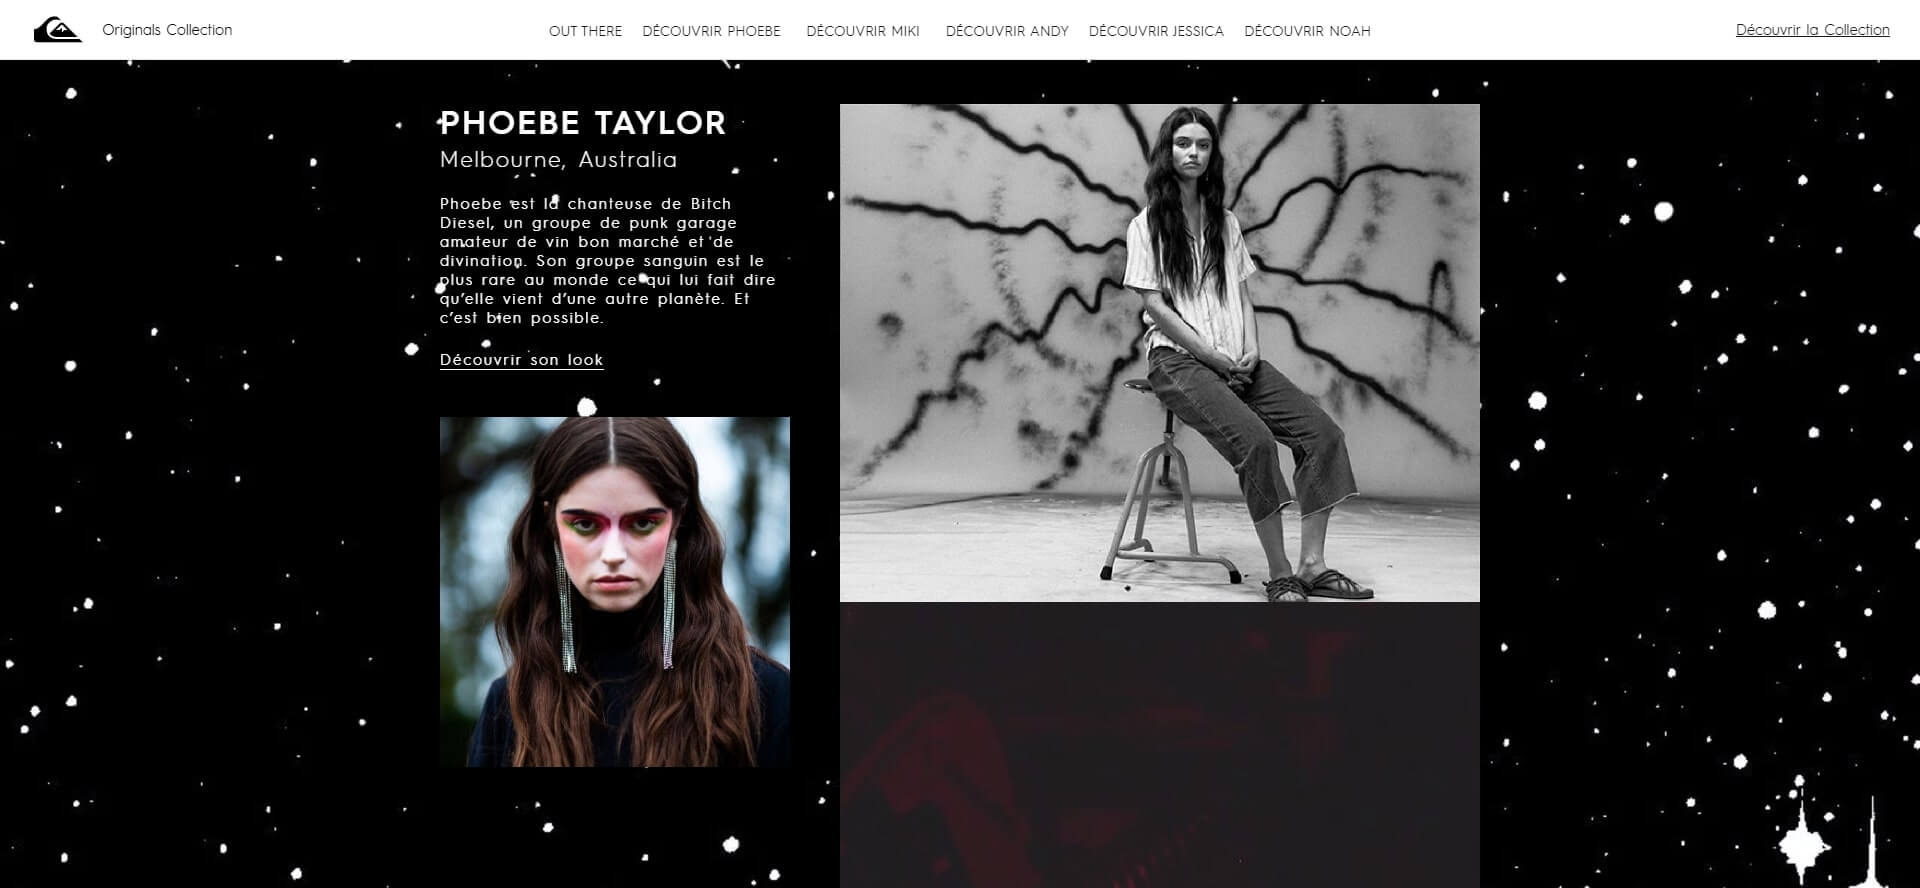 Originals Collection
OUT THERE
DÉCOUVRIR PHOEBE
DÉCOUVRIR MIKI
DÉCOUVRIR ANDY
DÉCOUVRIR JESSICA
DÉCOUVRIR NOAH
Découvrir la Collection
PHOEBE TAYLOR
Melbourne, Australia
Phoebe est la chanteuse de Bitch
Diesel, un groupe de punk garage
amateur de vin bon marché et de
divination. Son groupe sanguin est le
plus rare au monde ce qui lui fait dire
qu’elle vient d’une autre planète. Et
c’est bien possible.
Découvrir son look